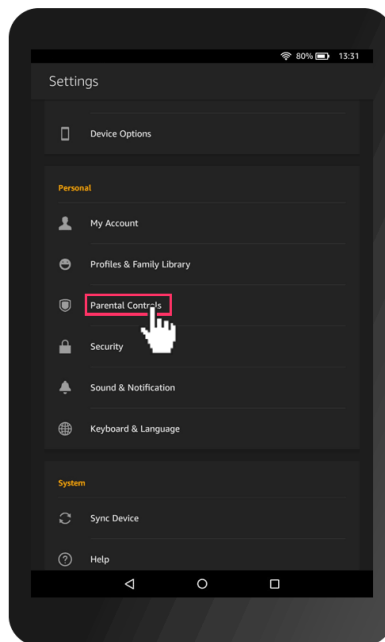 80% 13:31
Settings
Device Options
Personal
My Account
Profiles & Family Library
Parental Controls
Security
Sound & Notification
Keyboard & Language
System
Sync Device
Help